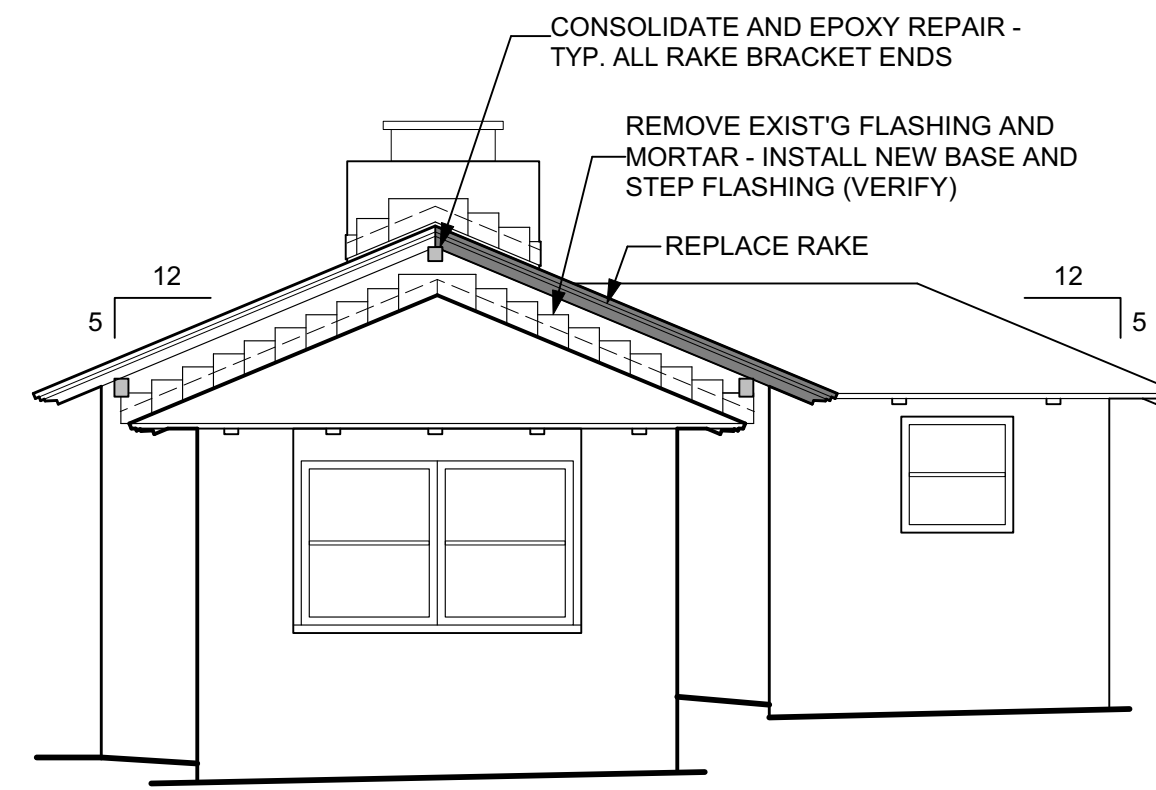 CONSOLIDATE AND EPOXY REPAIR -
TYP. ALL RAKE BRACKET ENDS
REMOVE EXIST'G FLASHING AND
MORTAR - INSTALL NEW BASE AND
STEP FLASHING (VERIFY)
REPLACE RAKE
12
5
12
5